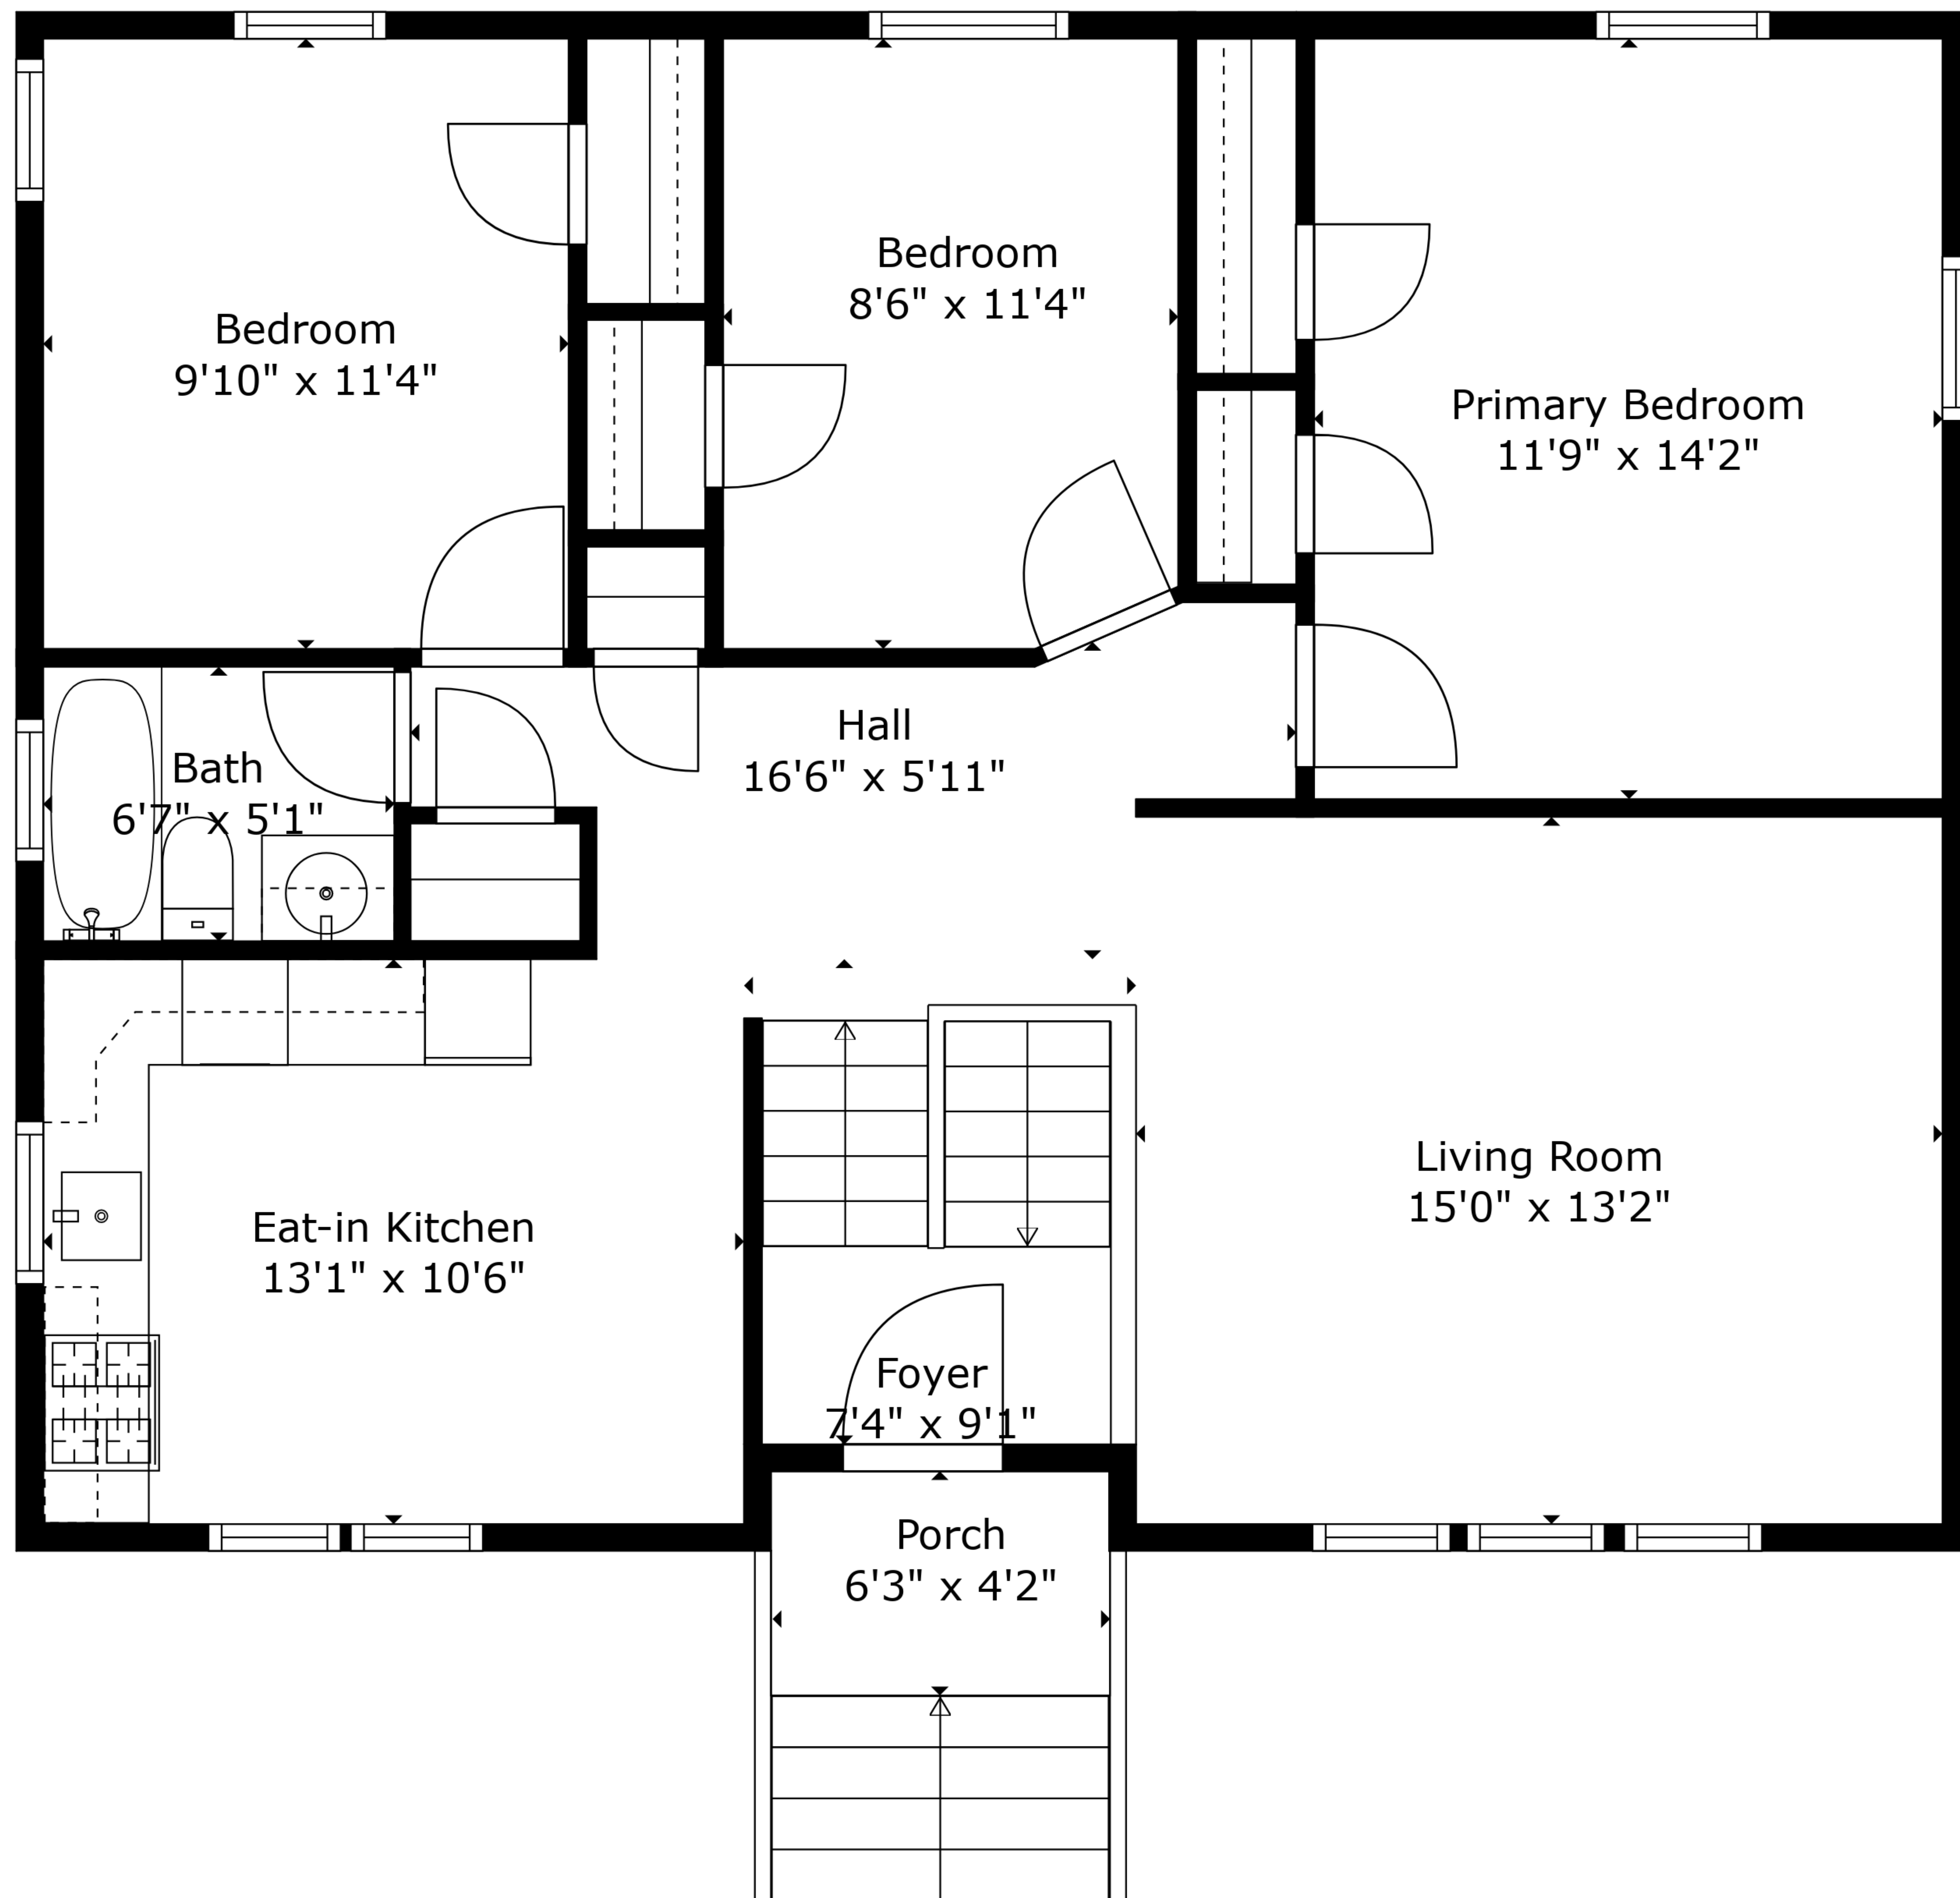 Bedroom
9'10" x 11'4"
Bedroom
8'6" x 11'4"
Primary Bedroom
11'9" x 14'2"
Bath
6'7" x 5'1"
Hall
16'6" x 5'11"
Eat-in Kitchen
13'1" x 10'6"
Living Room
15'0" x 13'2"
Foyer
7'4" x 9'1"
Porch
6'3" x 4'2"